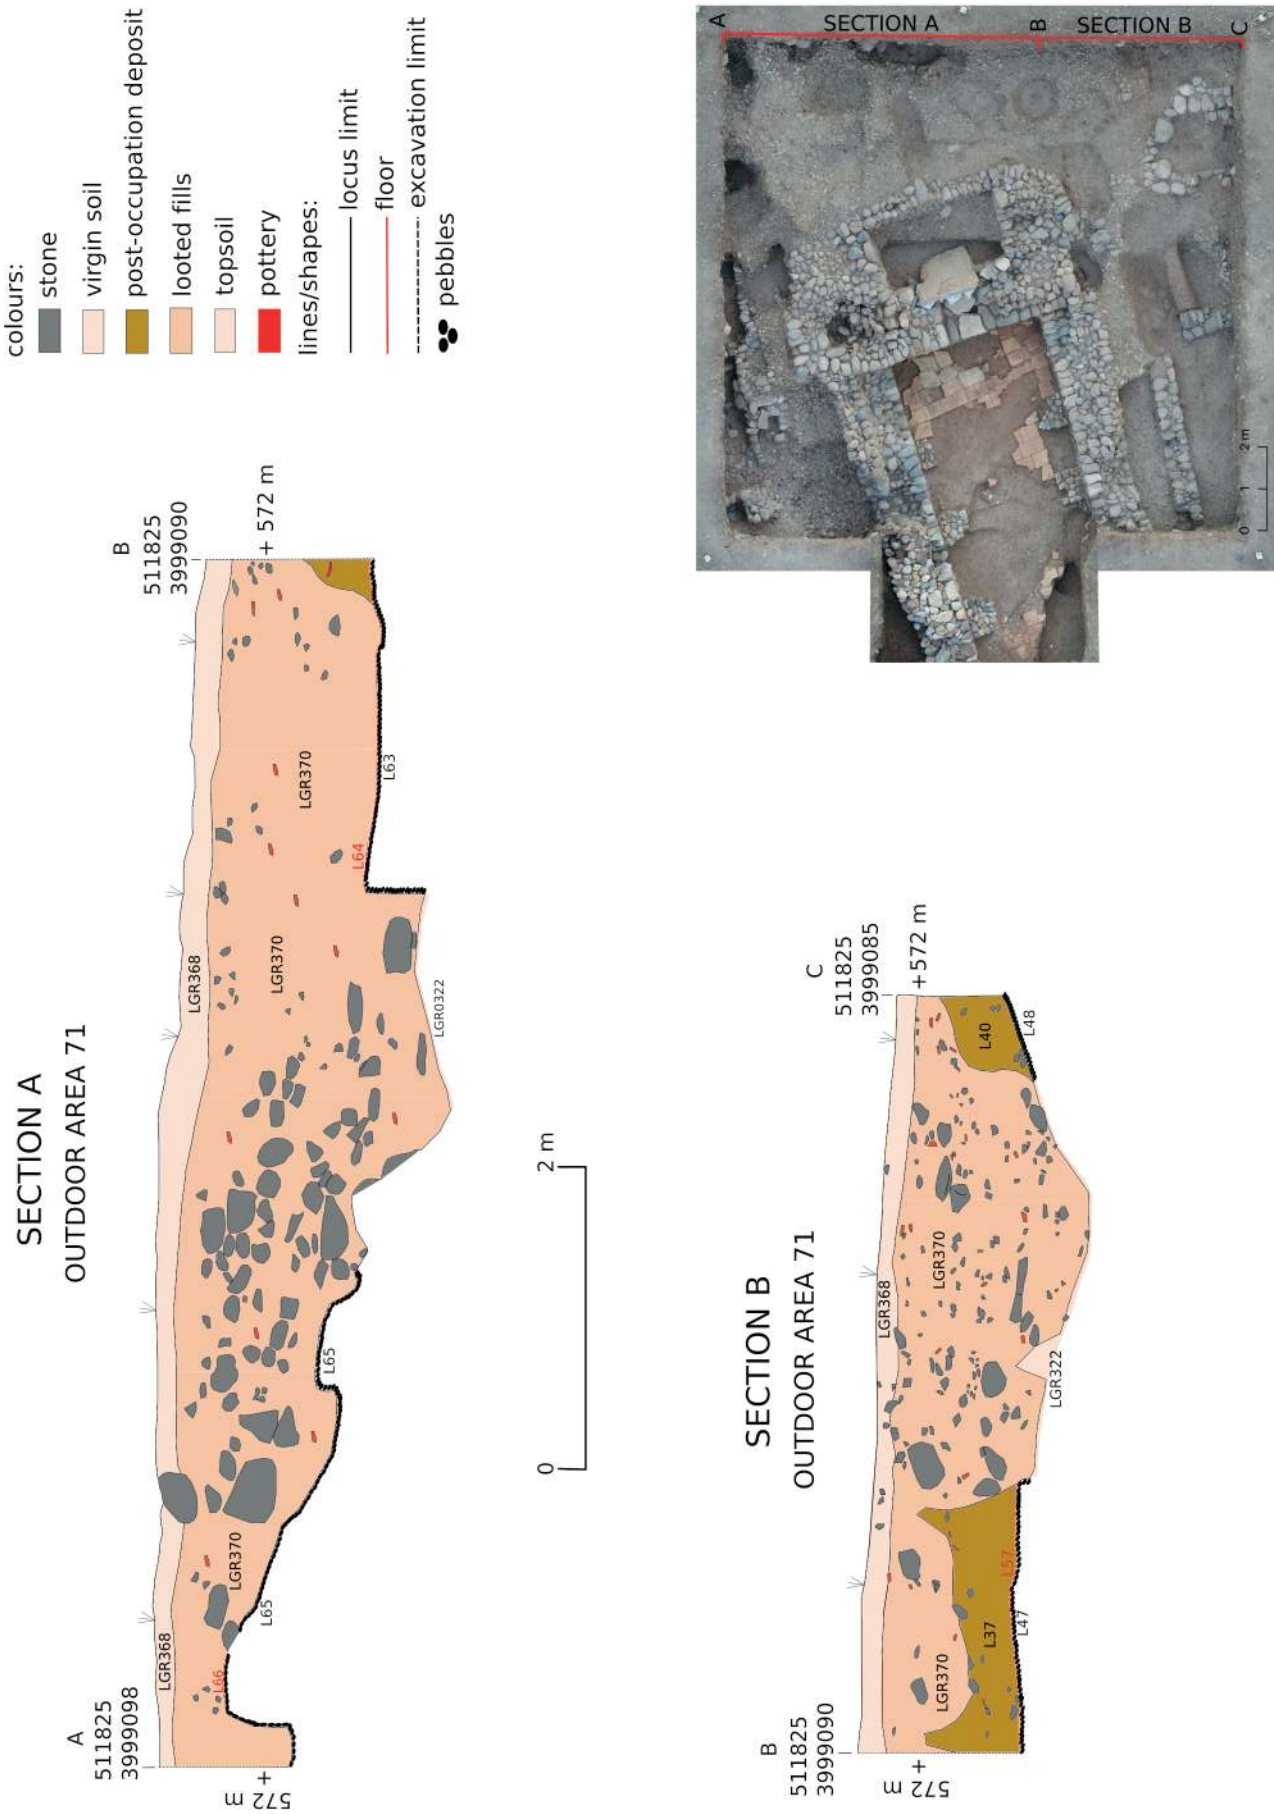 SECTION A
OUTDOOR AREA 71
A
511825
3999098
572 m
+
B
511825
3999090
+ 572 m
LGR368
LGR368
LGR370
LGR370
LGR370
L66
L65
L65
LGR0322
L64
L63
0
2 m
colours:
stone
virgin soil
post-occupation deposit
looted fills
topsoil
pottery
lines/shapes:
locus limit
floor
excavation limit
pebbles
SECTION B
OUTDOOR AREA 71
B
511825
3999090
572 m
+
C
511825
3999085
+572 m
LGR368
LGR370
LGR370
L37
L57
L47
LGR322
L40
L48
A
SECTION A
B
SECTION B
C
0 1 2 m